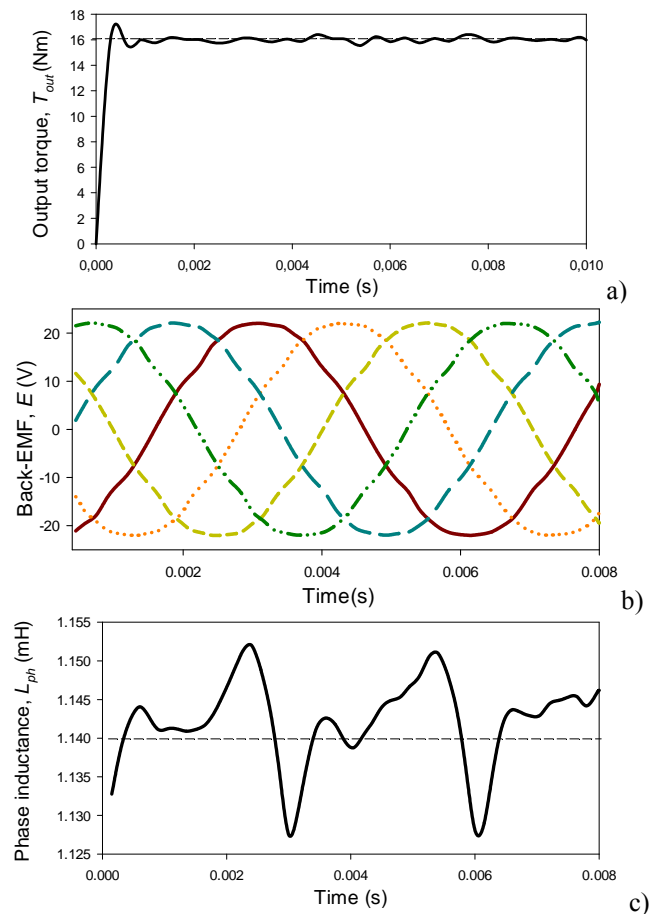 18
16
14
12
10
8
6
4
2
0
Output torque, T_out (Nm)
0,000 0,002 0,004 0,006 0,008 0,010
Time (s)
a)
20
10
0
-10
-20
Back-EMF, E (V)
0.002 0.004 0.006 0.008
Time(s)
b)
1.155
1.150
1.145
1.140
1.135
1.130
1.125
Phase inductance, L_ph (mH)
0.000 0.002 0.004 0.006 0.008
Time (s)
c)